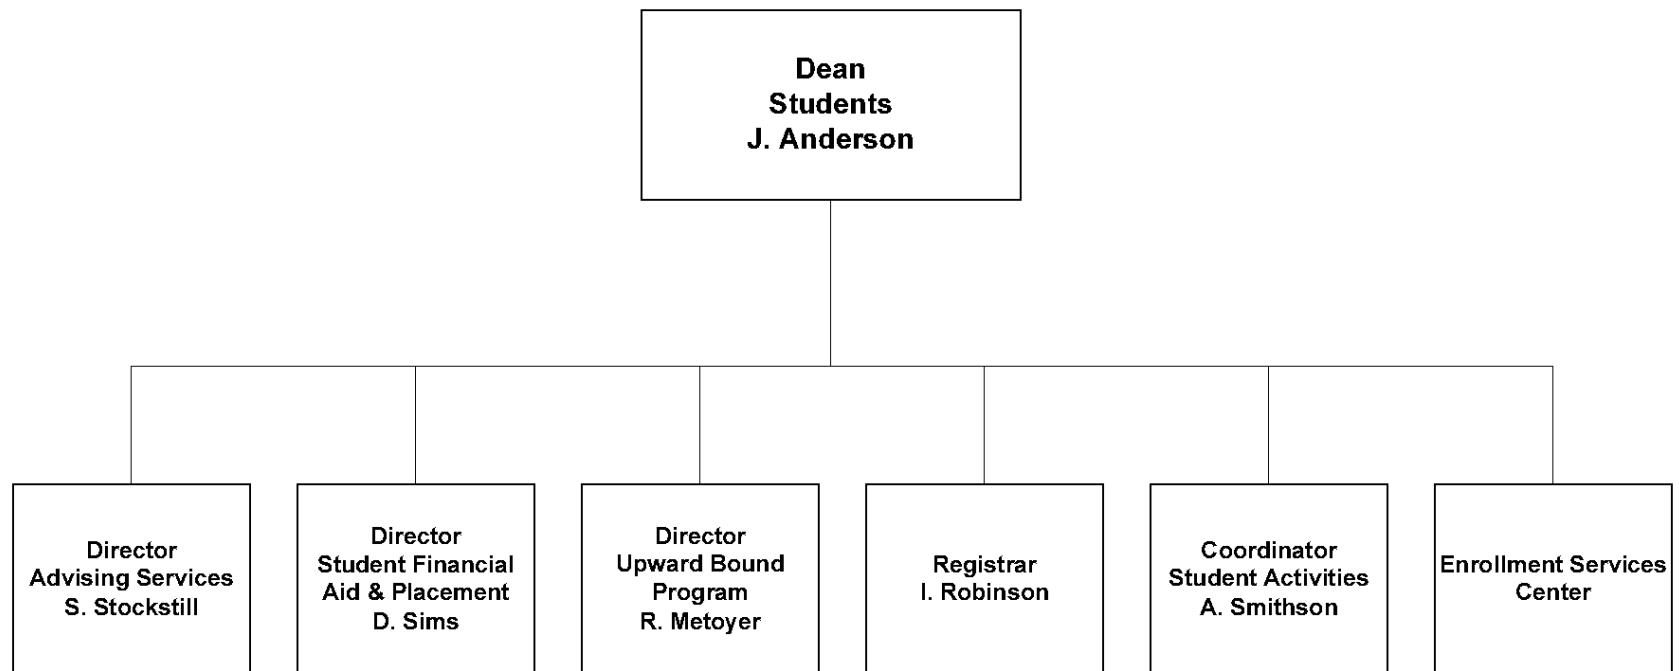 Dean
Students
J. Anderson
Director
Advising Services
S. Stockstill
Director
Student Financial
Aid & Placement
D. Sims
Director
Upward Bound
Program
R. Metoyer
Registrar
I. Robinson
Coordinator
Student Activities
A. Smithson
Enrollment Services
Center